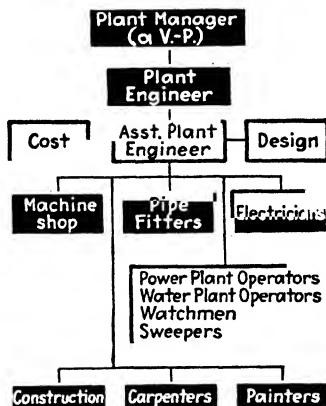 Plant Manager
(a V.-P.)
Plant
Engineer
Cost
Asst. Plant
Engineer
Design
Machine
shop
Pipe
Fitters
Electricians
Power Plant Operators
Water Plant Operators
Watchmen
Sweepers
Construction
Carpenters
Painters